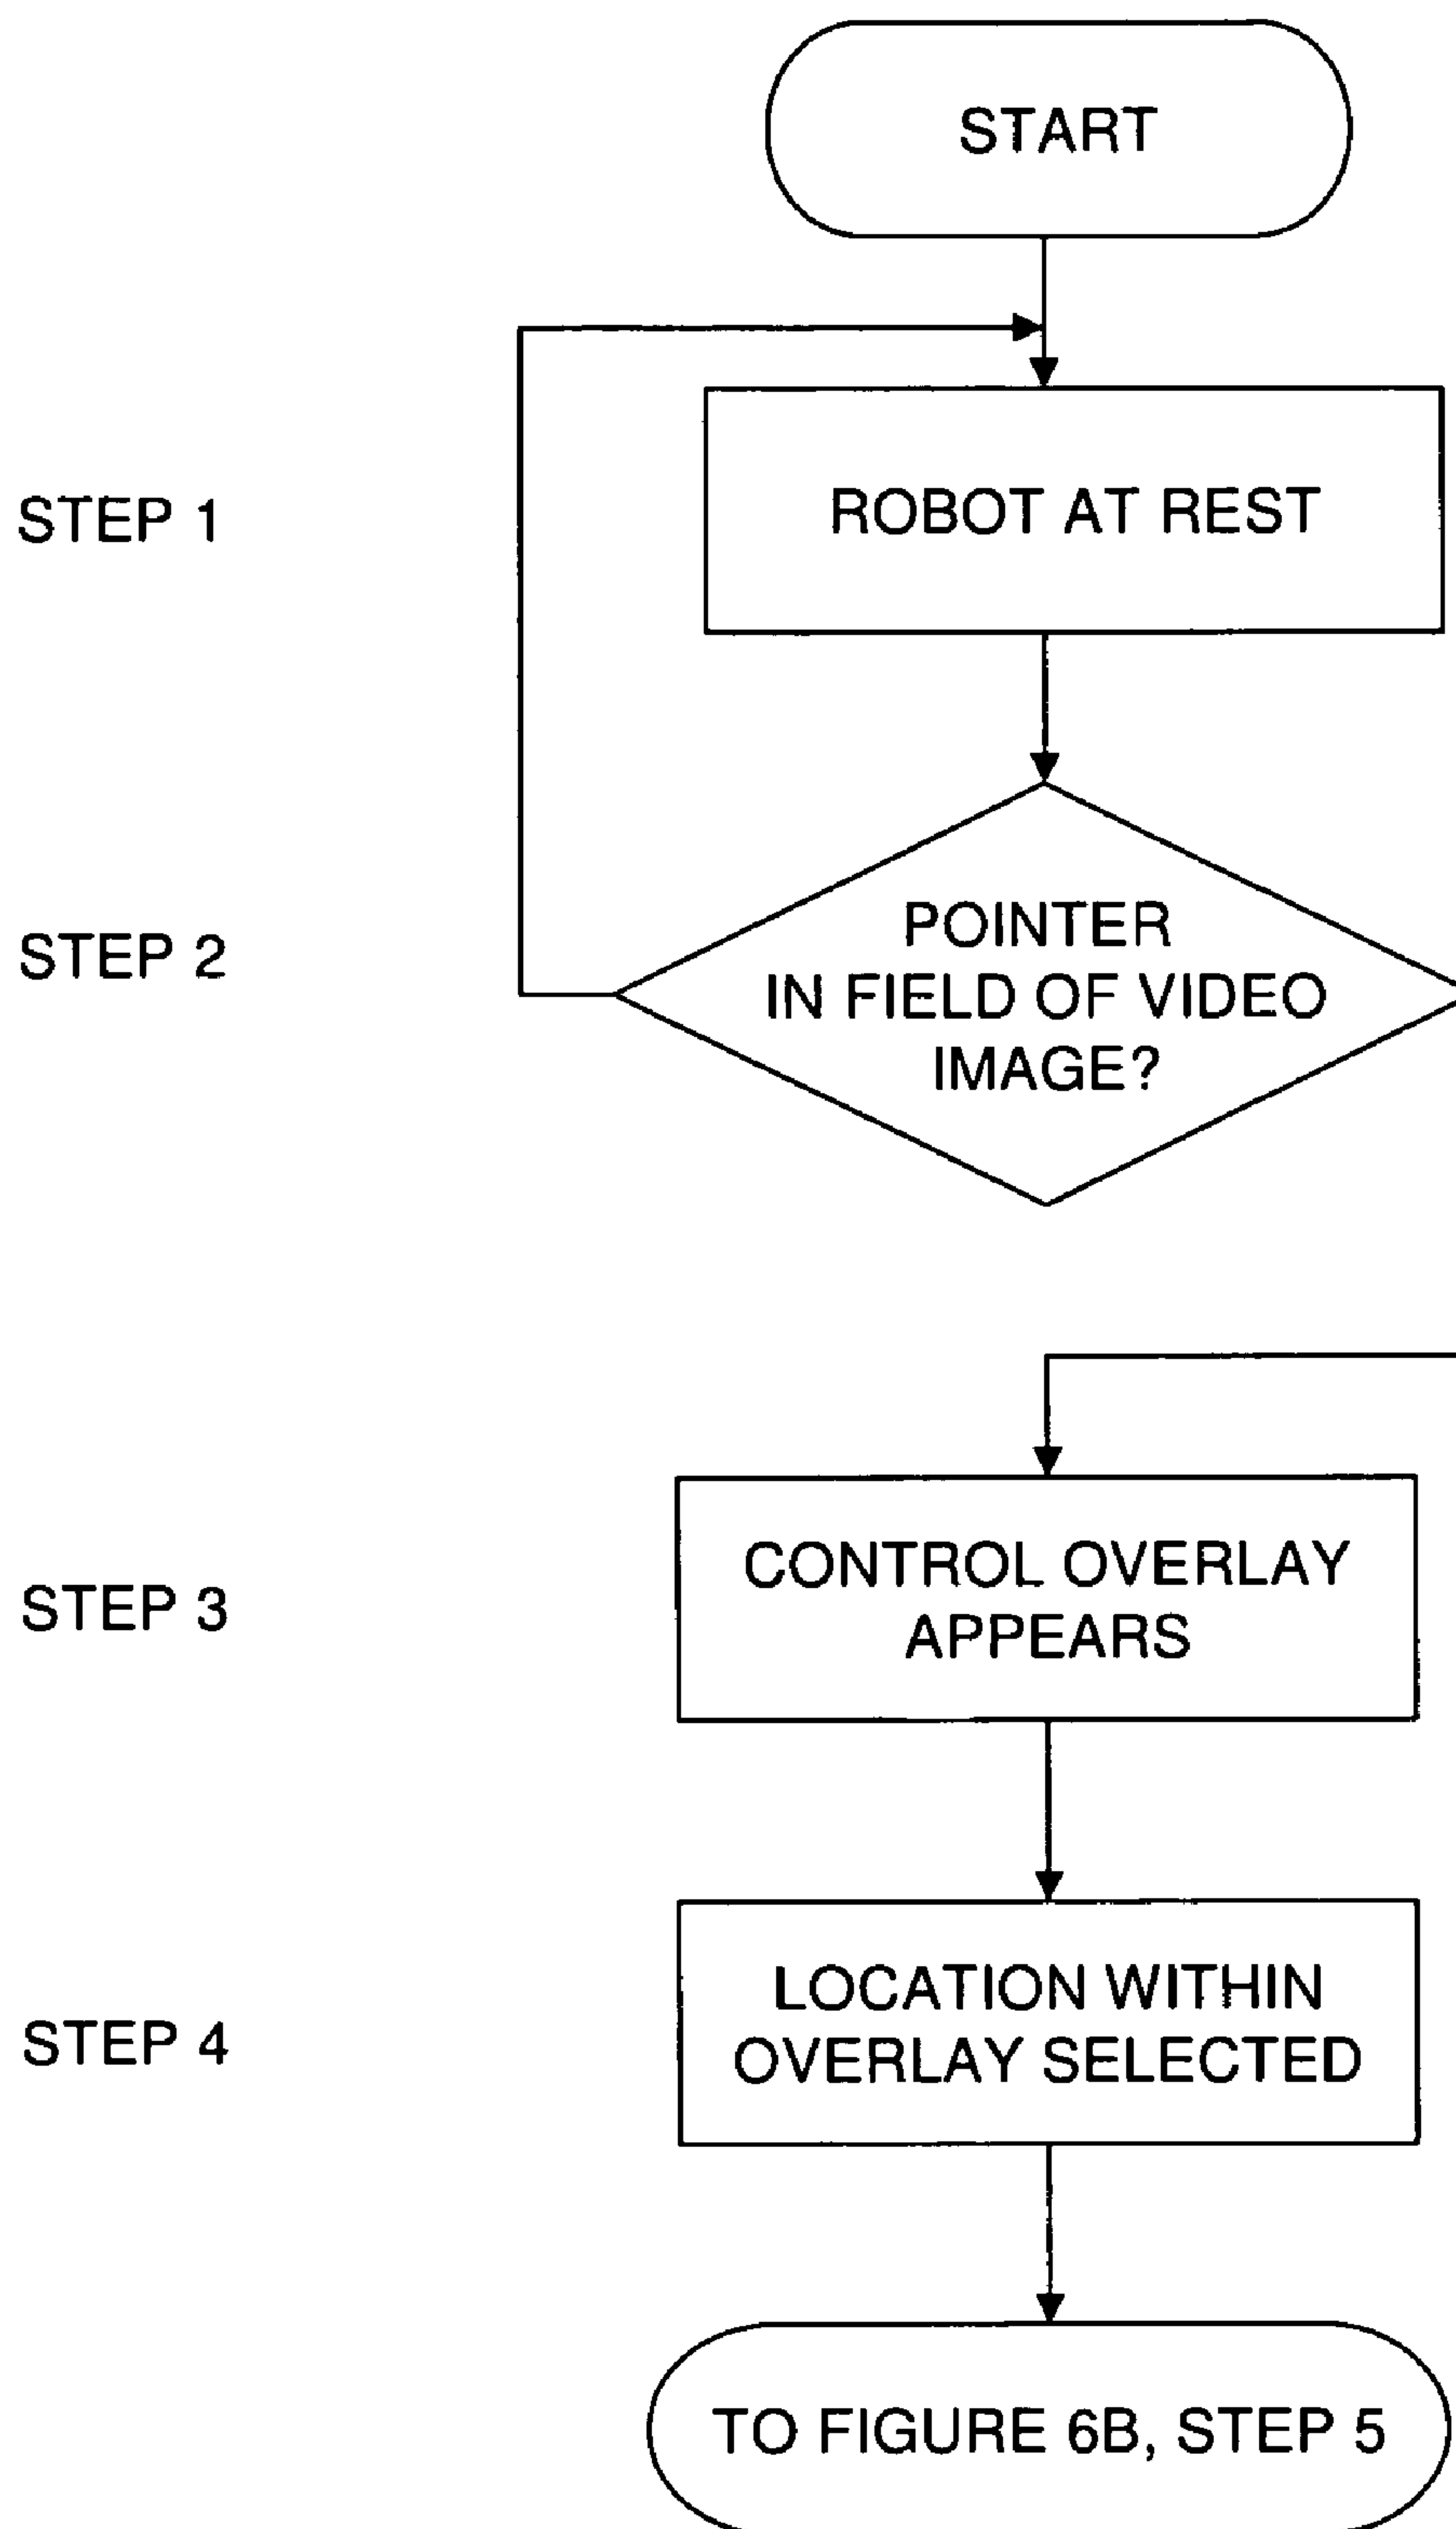 START
STEP 1
ROBOT AT REST
STEP 2
POINTER
IN FIELD OF VIDEO
IMAGE?
STEP 3
CONTROL OVERLAY
APPEARS
STEP 4
LOCATION WITHIN
OVERLAY SELECTED
TO FIGURE 6B, STEP 5